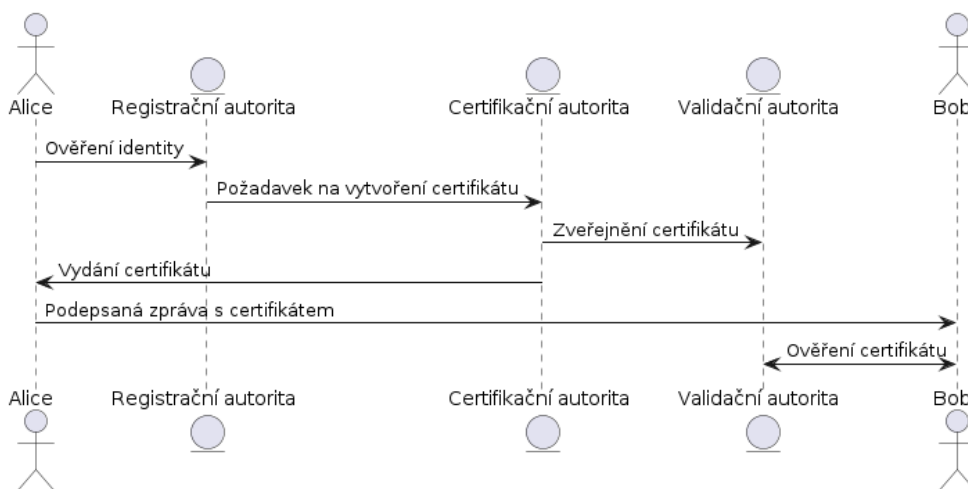 Alice
Registrační autorita
Certifikační autorita
Validační autorita
Bob
Ověření identity
Požadavek na vytvoření certifikátu
Zveřejnění certifikátu
Vydání certifikátu
Podepsaná zpráva s certifikátem
Ověření certifikátu
Alice
Registrační autorita
Certifikační autorita
Validační autorita
Bob